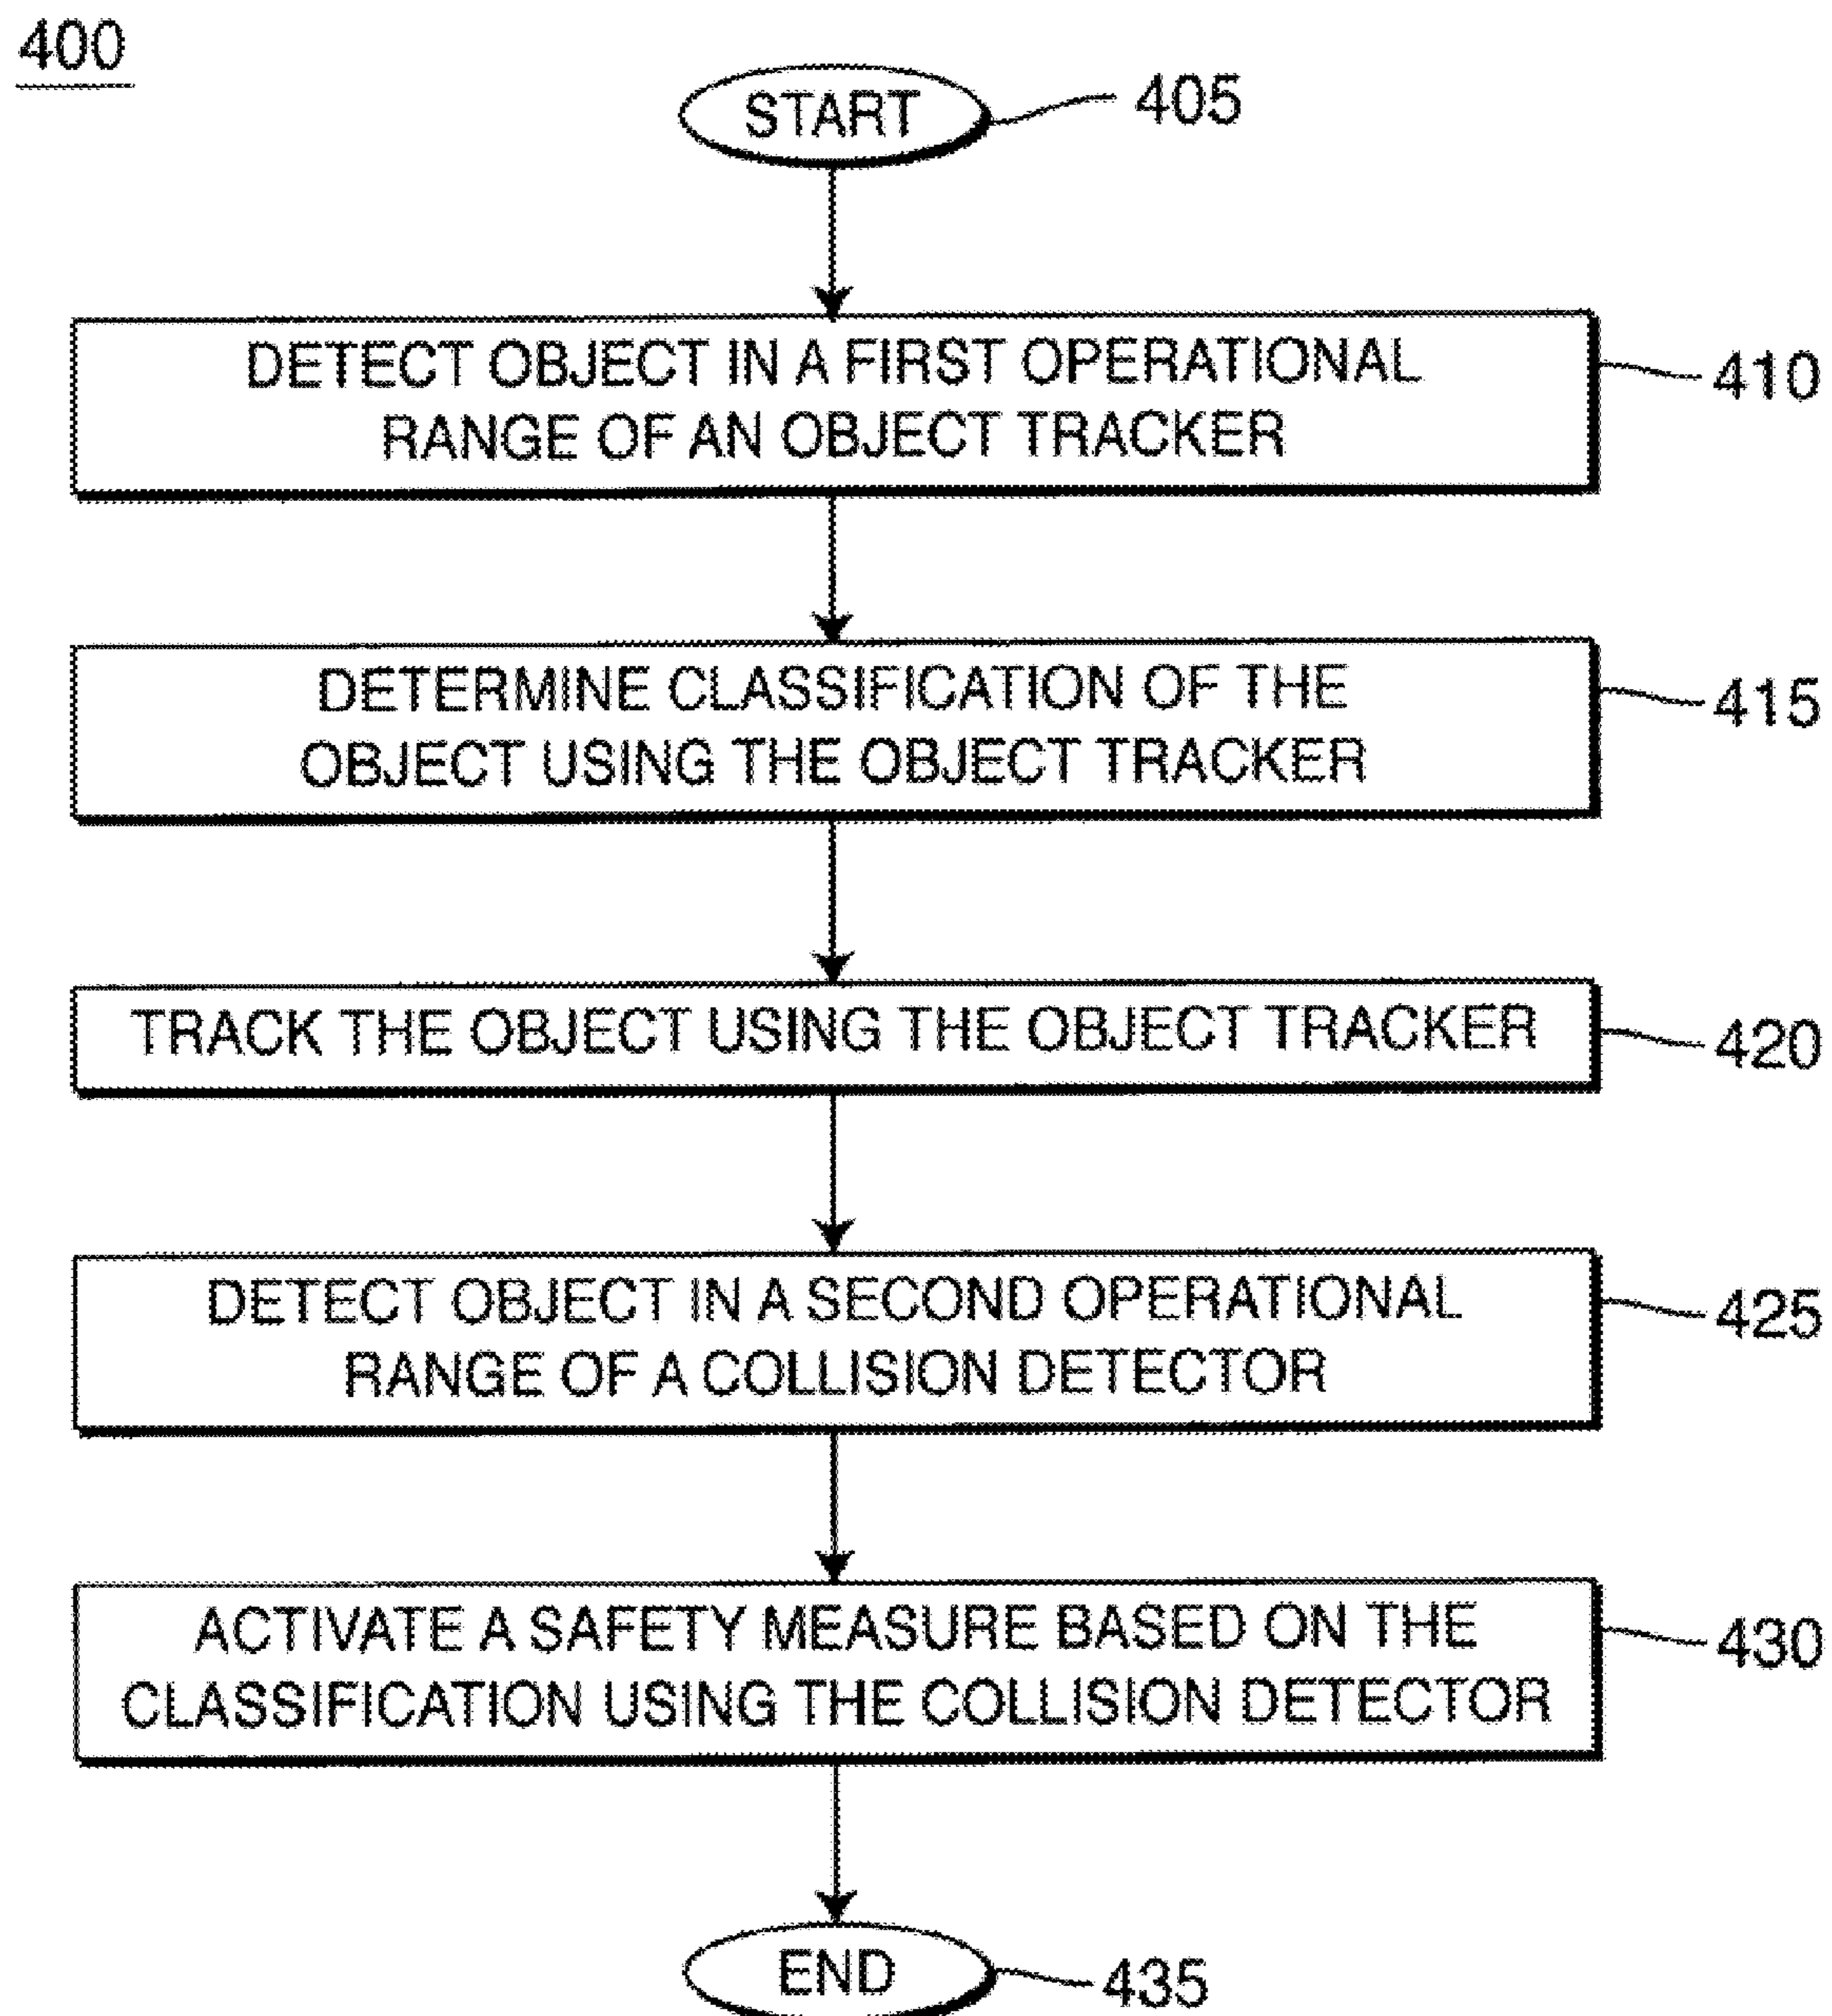 400
START
405
DETECT OBJECT IN A FIRST OPERATIONAL
RANGE OF AN OBJECT TRACKER
410
DETERMINE CLASSIFICATION OF THE
OBJECT USING THE OBJECT TRACKER
415
TRACK THE OBJECT USING THE OBJECT TRACKER
420
DETECT OBJECT IN A SECOND OPERATIONAL
RANGE OF A COLLISION DETECTOR
425
ACTIVATE A SAFETY MEASURE BASED ON THE
CLASSIFICATION USING THE COLLISION DETECTOR
430
END
435